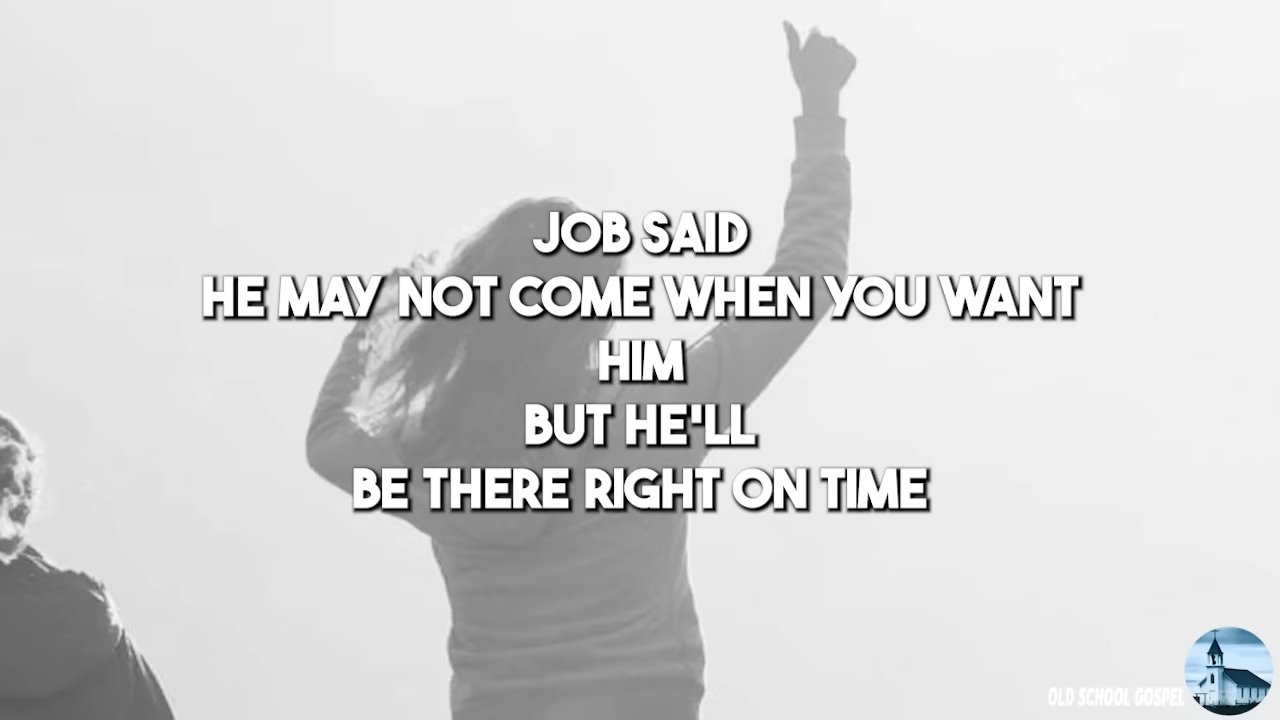 JOB SAID
HE MAY NOT COME WHEN YOU WANT
HIM
BUT HE'LL
BE THERE RIGHT ON TIME
OLD SCHOOL GOSPEL